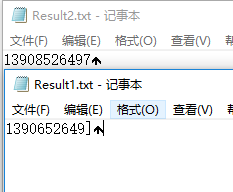 Result2.txt - 记事本
文件(F) 编辑(E) 格式(O) 查看(V) 帮
13908526497↑
Result1.txt - 记事本
文件(F) 编辑(E) 格式(O) 查看(V) 帮
1390652649]↑